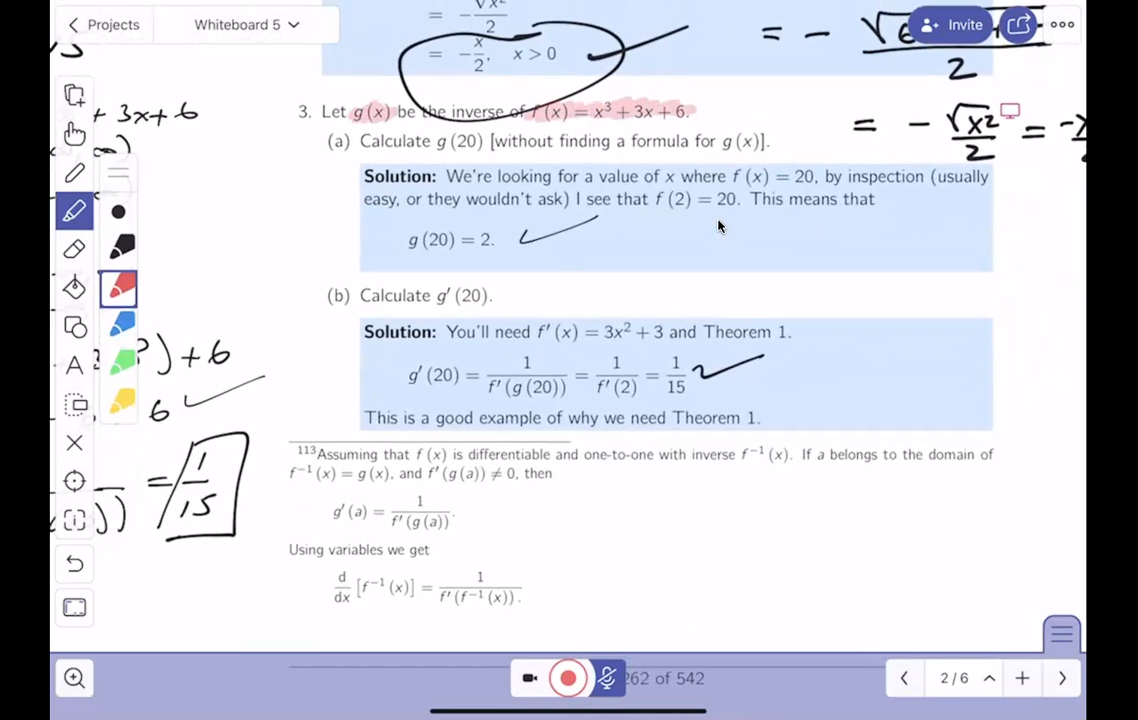 Projects
Whiteboard 5
Invite
= −√x²/2
= −x/2, x > 0
= − √6
2
= − √x²/2 = −x
+ 3x+6
3. Let g (x) be the inverse of f (x) = x³ + 3x + 6.
(a) Calculate g (20) [without finding a formula for g (x)].
Solution: We're looking for a value of x where f (x) = 20, by inspection (usually
easy, or they wouldn't ask) I see that f (2) = 20. This means that
g (20) = 2.
(b) Calculate g′ (20).
Solution: You'll need f′ (x) = 3x² + 3 and Theorem 1.
g′ (20) = 1/f′ (g (20)) = 1/f′ (2) = 1/15
This is a good example of why we need Theorem 1.
?) +6
6
)) = 1/15
¹¹³Assuming that f (x) is differentiable and one-to-one with inverse f⁻¹ (x). If a belongs to the domain of
f⁻¹ (x) = g (x), and f′ (g (a)) ≠ 0, then
g′ (a) = 1/f′ (g (a)).
Using variables we get
d/dx [f⁻¹ (x)] = 1/f′ (f⁻¹ (x)).
262 of 542
2/6